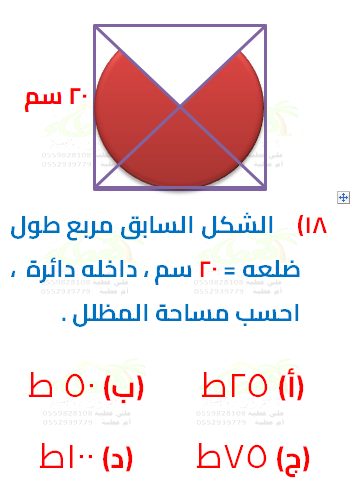 ٢٠ سم
١٨) الشكل السابق مربع طول
ضلعه = ٢٠ سم ، داخله دائرة ،
احسب مساحة المظلل .
(أ) ٢٥ط (ب) ٥٠ ط
(ج) ٧٥ط (د) ١٠٠ط